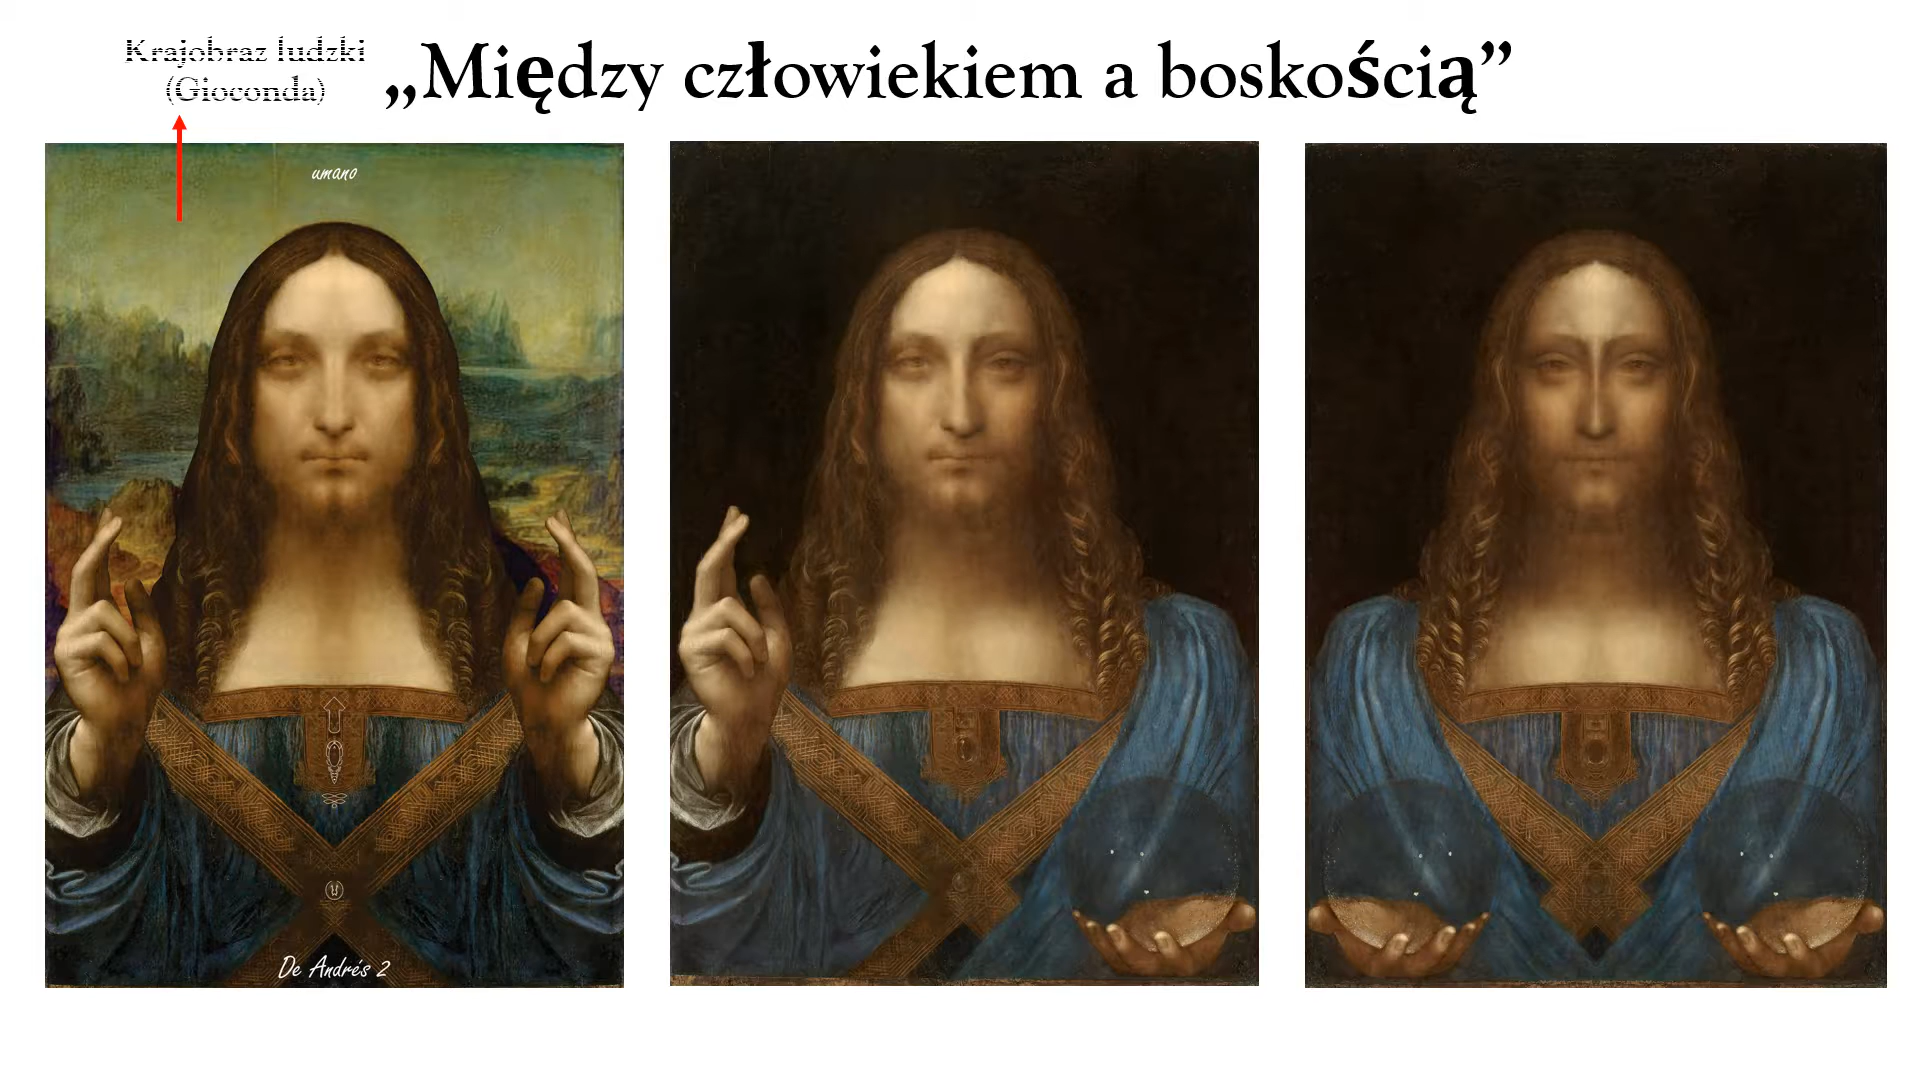 Krajobraz ludzki
(Gioconda)
„Między człowiekiem a boskością”
umano
De Andrés 2